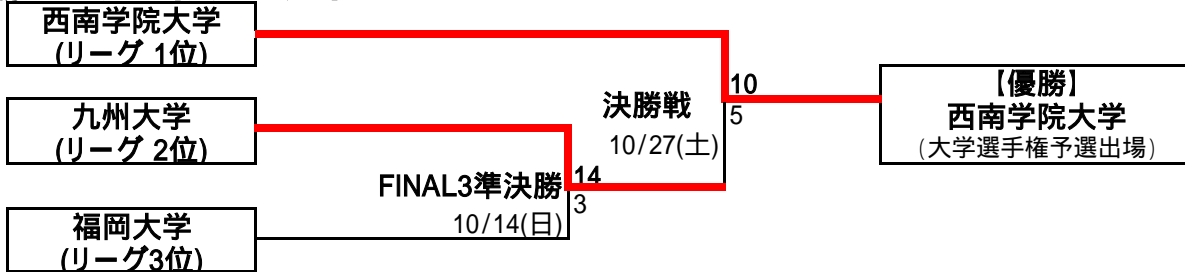 西南学院大学
(リーグ 1位)
九州大学
(リーグ 2位)
福岡大学
(リーグ3位)
FINAL3準決勝
10/14(日)
14
3
決勝戦
10/27(土)
10
5
【優勝】
西南学院大学
(大学選手権予選出場)